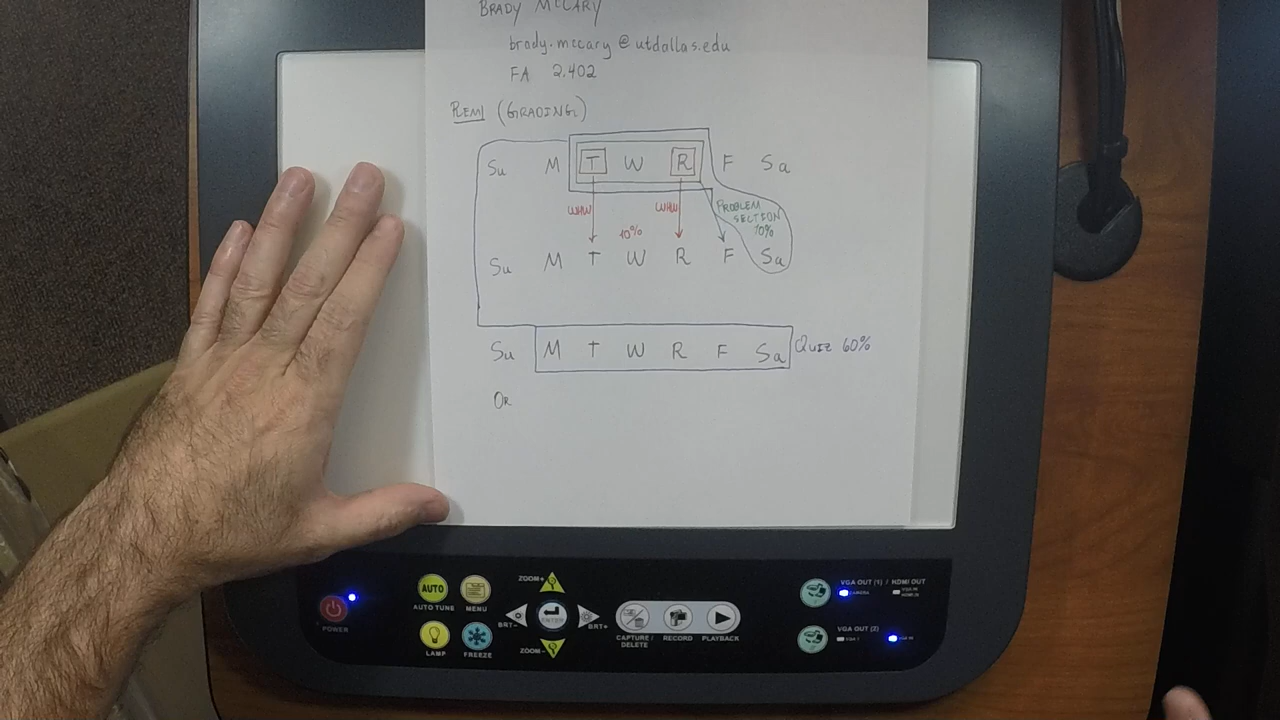 BRADY MCCARY
brady.mccary@utdallas.edu
FA 2.402
REM (GRADING)
Su M T W R F Sa
WHW WHW PROBLEM
SECTION
10% 10%
Su M T W R F Sa
Su M T W R F Sa QUIZ 60%
OR
AUTO
AUTO TUNE
MENU
POWER
LAMP
FREEZE
ZOOM+
BRT-
ENTER
BRT+
ZOOM-
CAPTURE /
DELETE
RECORD
PLAYBACK
VGA OUT (1) / HDMI OUT
CAMERA
VGA OUT (2)